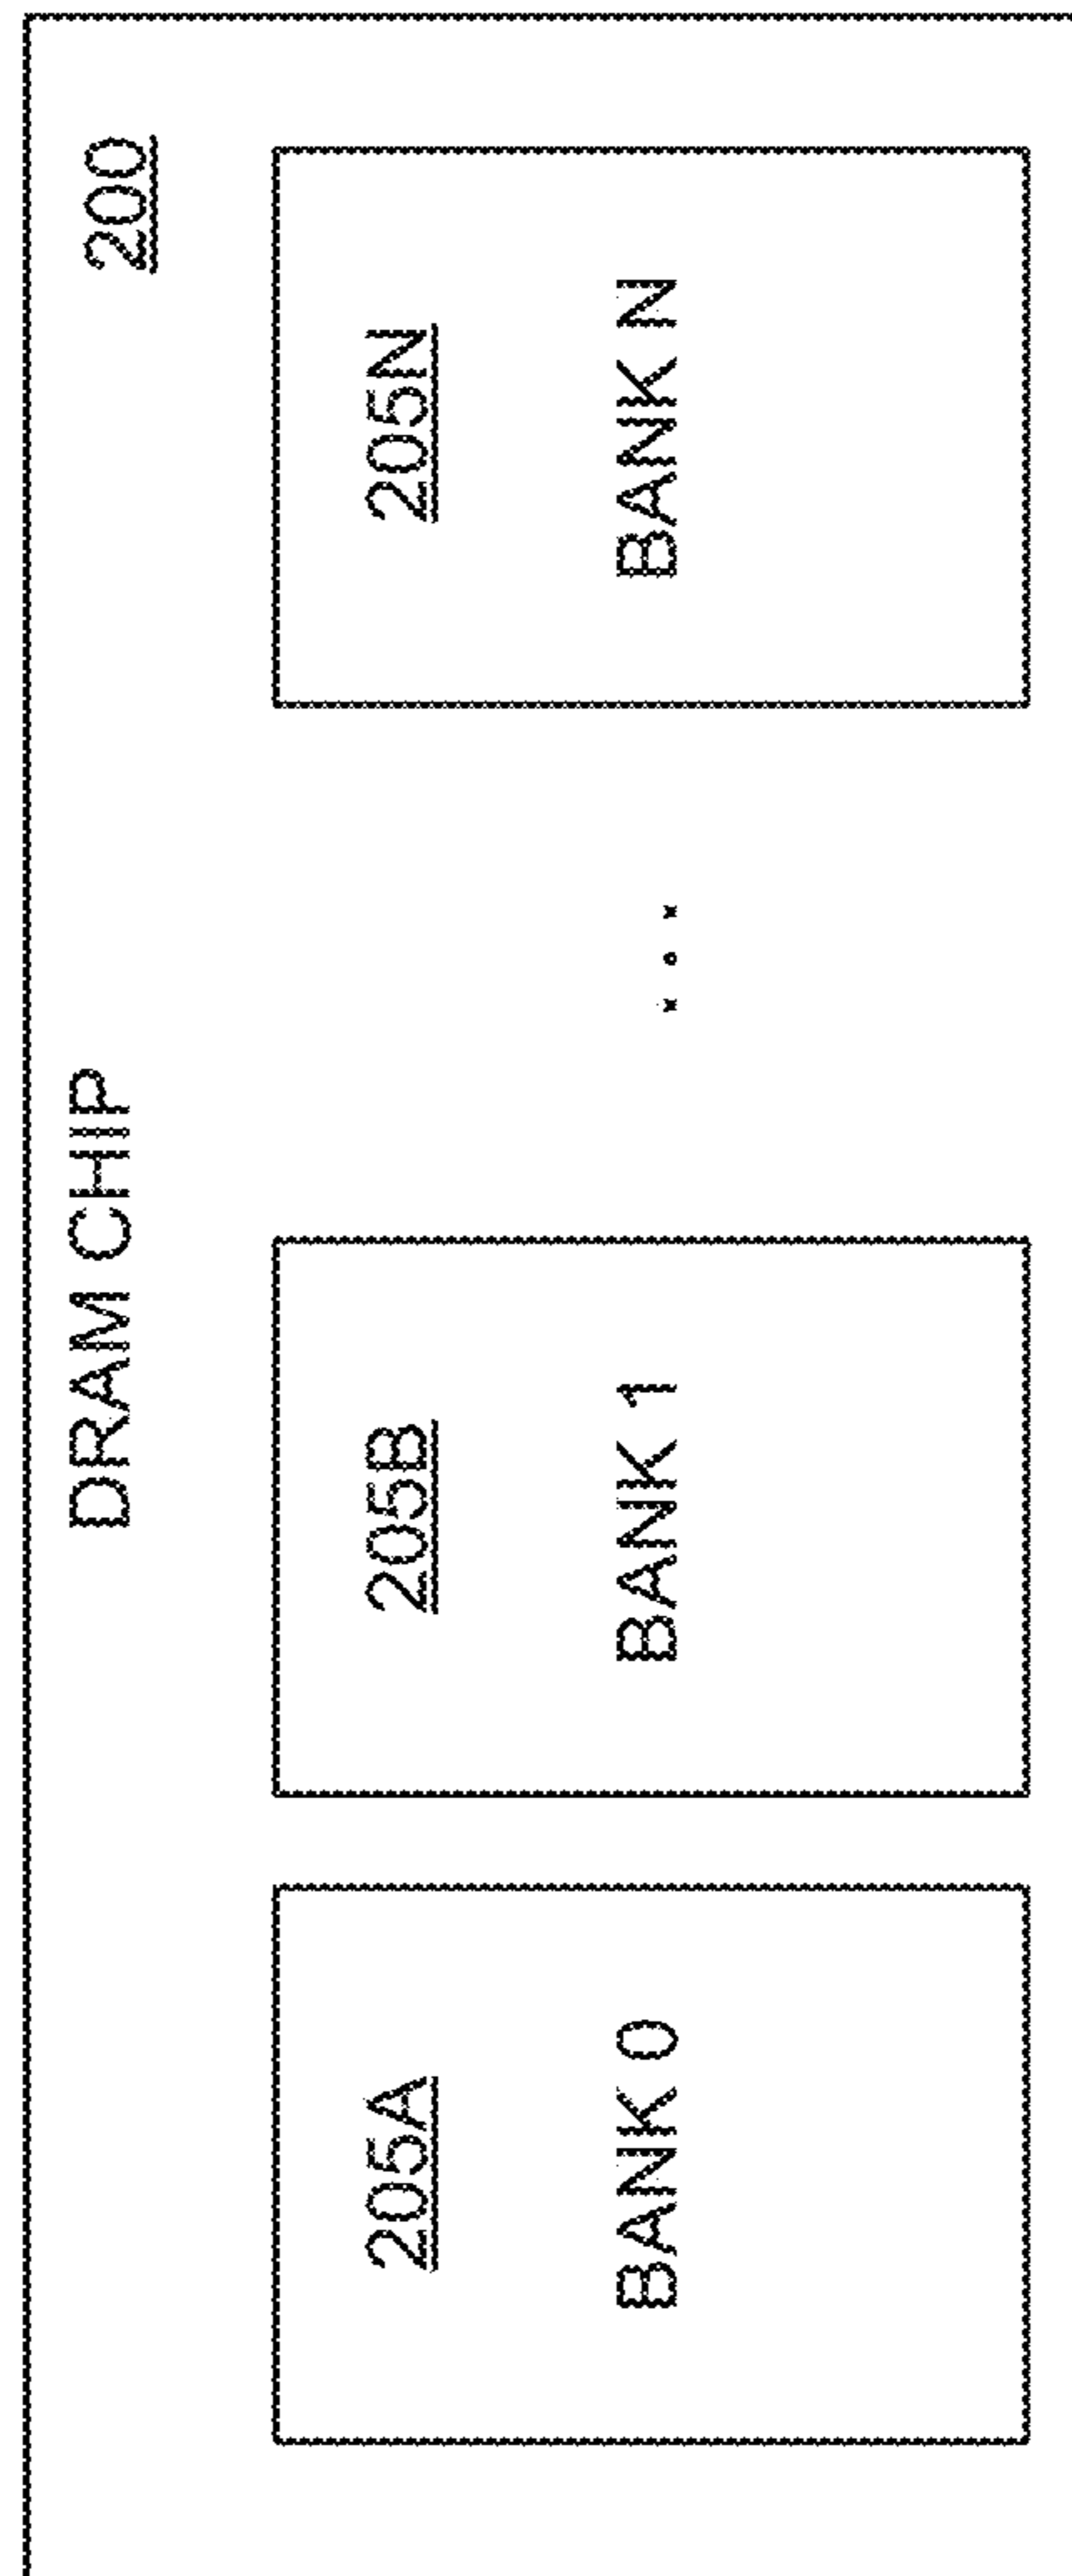 DRAM CHIP
200
205A
205B
205N
BANK 0
BANK 1
. . .
BANK N